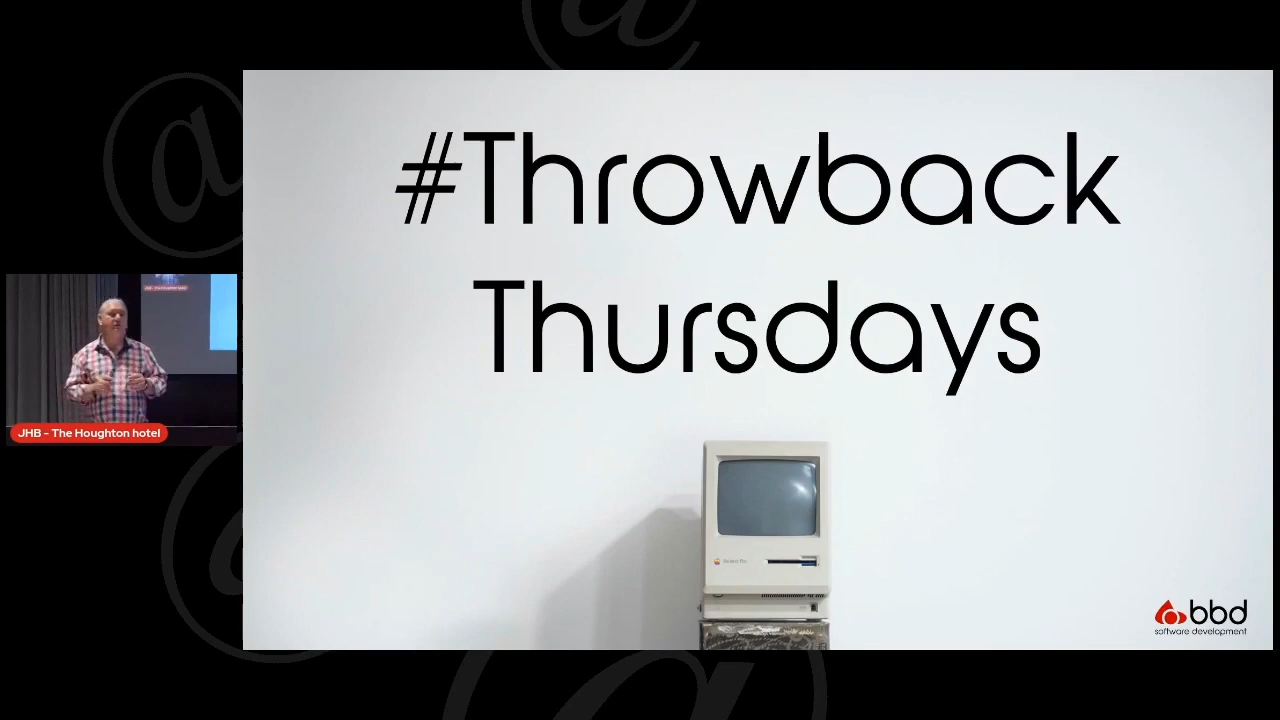 #Throwback
Thursdays
JHB - The Houghton hotel
bbd
software development